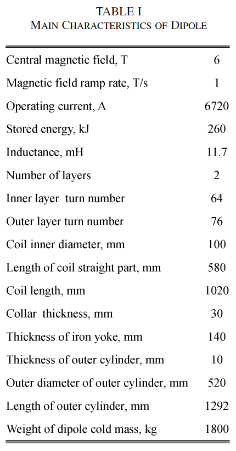 TABLE I
MAIN CHARACTERISTICS OF DIPOLE
Central magnetic field, T 6
Magnetic field ramp rate, T/s 1
Operating current, A 6720
Stored energy, kJ 260
Inductance, mH 11.7
Number of layers 2
Inner layer turn number 64
Outer layer turn number 76
Coil inner diameter, mm 100
Length of coil straight part, mm 580
Coil length, mm 1020
Collar thickness, mm 30
Thickness of iron yoke, mm 140
Thickness of outer cylinder, mm 10
Outer diameter of outer cylinder, mm 520
Length of outer cylinder, mm 1292
Weight of dipole cold mass, kg 1800